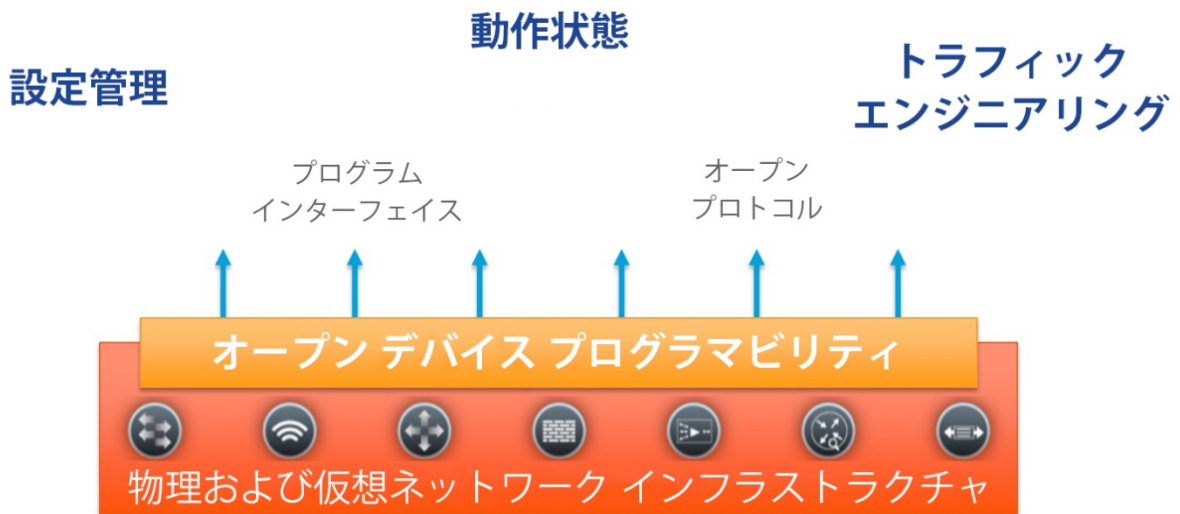 動作状態
設定管理
トラフィック
エンジニアリング
プログラム
インターフェイス
オープン
プロトコル
オープン デバイス プログラマビリティ
物理および仮想ネットワーク インフラストラクチャ